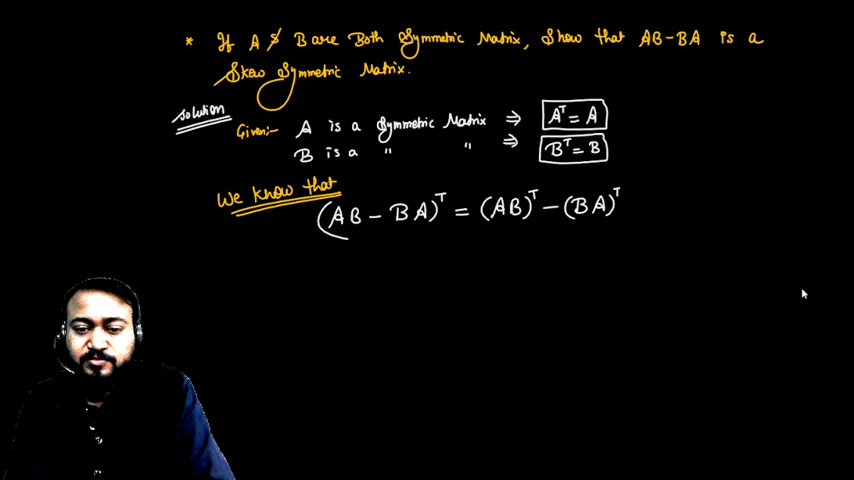 * If A & B are Both Symmetric Matrix, Show that AB-BA is a
Skew Symmetric Matrix.
Solution
Given:- A is a Symmetric Matrix ⇒ Aᵀ = A
B is a " " ⇒ Bᵀ = B
We know that
(AB - BA)ᵀ = (AB)ᵀ - (BA)ᵀ